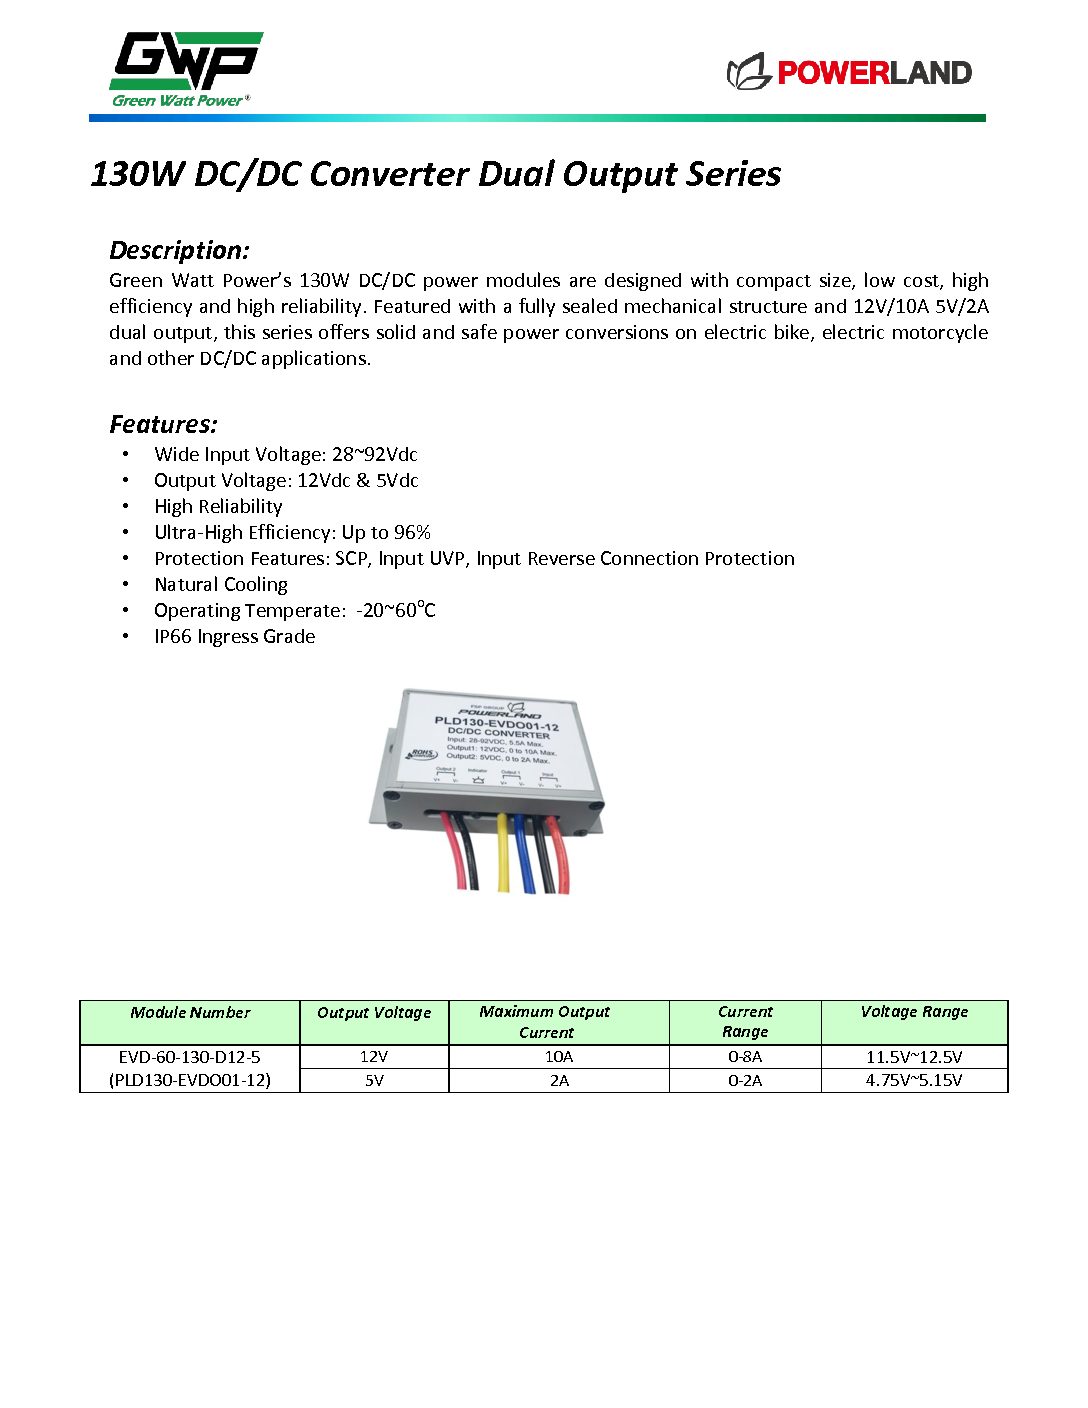 GWP
Green Watt Power®
POWERLAND
130W DC/DC Converter Dual Output Series
Description:
Green Watt Power’s 130W DC/DC power modules are designed with compact size, low cost, high
efficiency and high reliability. Featured with a fully sealed mechanical structure and 12V/10A 5V/2A
dual output, this series offers solid and safe power conversions on electric bike, electric motorcycle
and other DC/DC applications.
Features:
• Wide Input Voltage: 28~92Vdc
• Output Voltage: 12Vdc & 5Vdc
• High Reliability
• Ultra-High Efficiency: Up to 96%
• Protection Features: SCP, Input UVP, Input Reverse Connection Protection
• Natural Cooling
• Operating Temperate: -20~60°C
• IP66 Ingress Grade
FSP GROUP
POWERLAND
PLD130-EVDO01-12
DC/DC CONVERTER
Input: 28-92VDC, 5.5A Max.
Output1: 12VDC, 0 to 10A Max.
Output2: 5VDC, 0 to 2A Max.
ROHS
Output 2 Indicator Output 1 Input
V+ V- V+ V- V- V+
Module Number Output Voltage Maximum Output Current Current Range Voltage Range
EVD-60-130-D12-5 12V 10A 0-8A 11.5V~12.5V
(PLD130-EVDO01-12) 5V 2A 0-2A 4.75V~5.15V